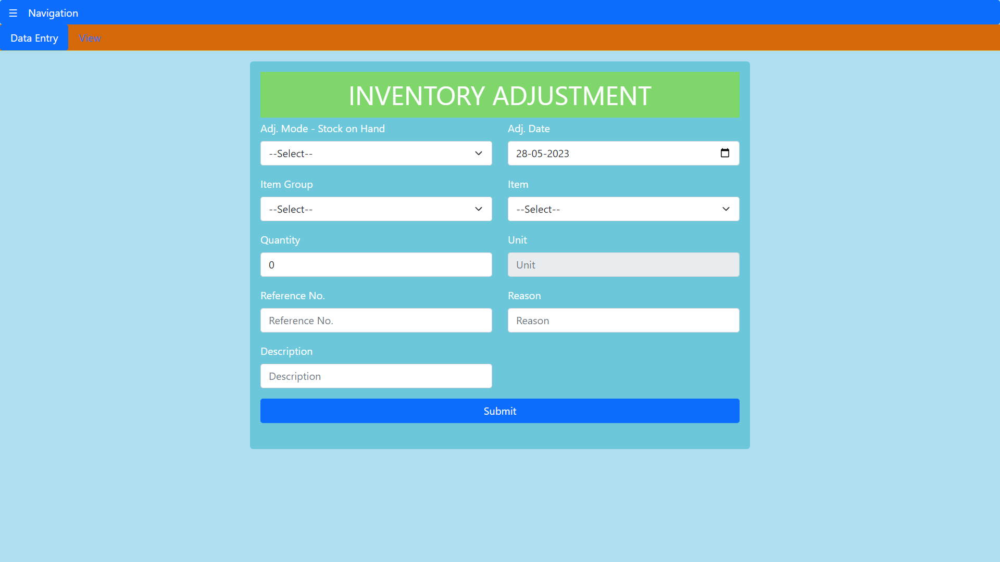 ☰ Navigation
Data Entry View
INVENTORY ADJUSTMENT
Adj. Mode - Stock on Hand
Adj. Date
--Select--
28-05-2023
Item Group
Item
--Select--
--Select--
Quantity
Unit
0
Unit
Reference No.
Reason
Reference No.
Reason
Description
Description
Submit